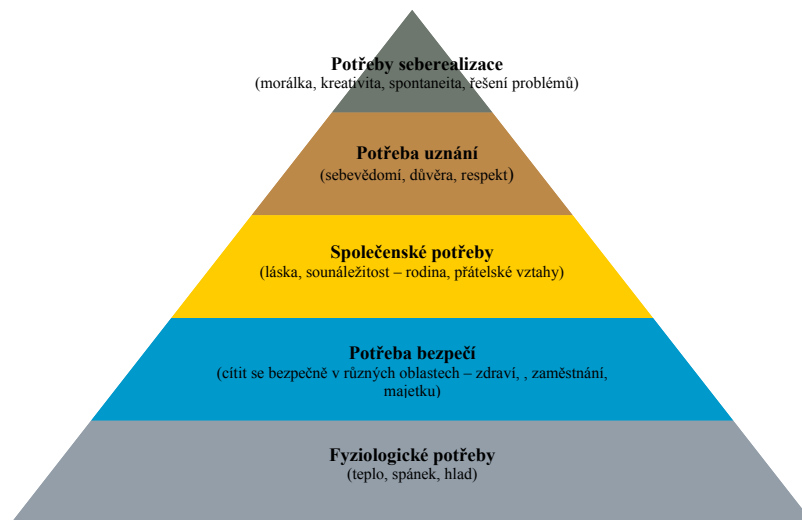 Potřeby seberealizace
(morálka, kreativita, spontaneita, řešení problémů)
Potřeba uznání
(sebevědomí, důvěra, respekt)
Společenské potřeby
(láska, sounáležitost – rodina, přátelské vztahy)
Potřeba bezpečí
(cítit se bezpečně v různých oblastech – zdraví, , zaměstnání,
majetku)
Fyziologické potřeby
(teplo, spánek, hlad)